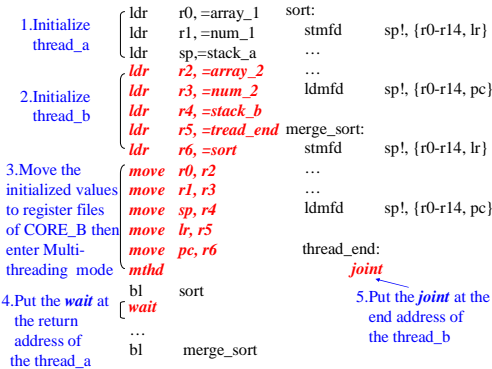 1.Initialize
thread_a
2.Initialize
thread_b
3.Move the
initialized values
to register files
of CORE_B then
enter Multi-
threading mode
4.Put the wait at
the return
address of
the thread_a
ldr r0, =array_1
ldr r1, =num_1
ldr sp,=stack_a
ldr r2, =array_2
ldr r3, =num_2
ldr r4, =stack_b
ldr r5, =tread_end
ldr r6, =sort
move r0, r2
move r1, r3
move sp, r4
move lr, r5
move pc, r6
mthd
bl sort
wait
…
bl merge_sort
sort:
stmfd sp!, {r0-r14, lr}
…
…
ldmfd sp!, {r0-r14, pc}
merge_sort:
stmfd sp!, {r0-r14, lr}
…
…
ldmfd sp!, {r0-r14, pc}
thread_end:
joint
5.Put the joint at the
end address of
the thread_b